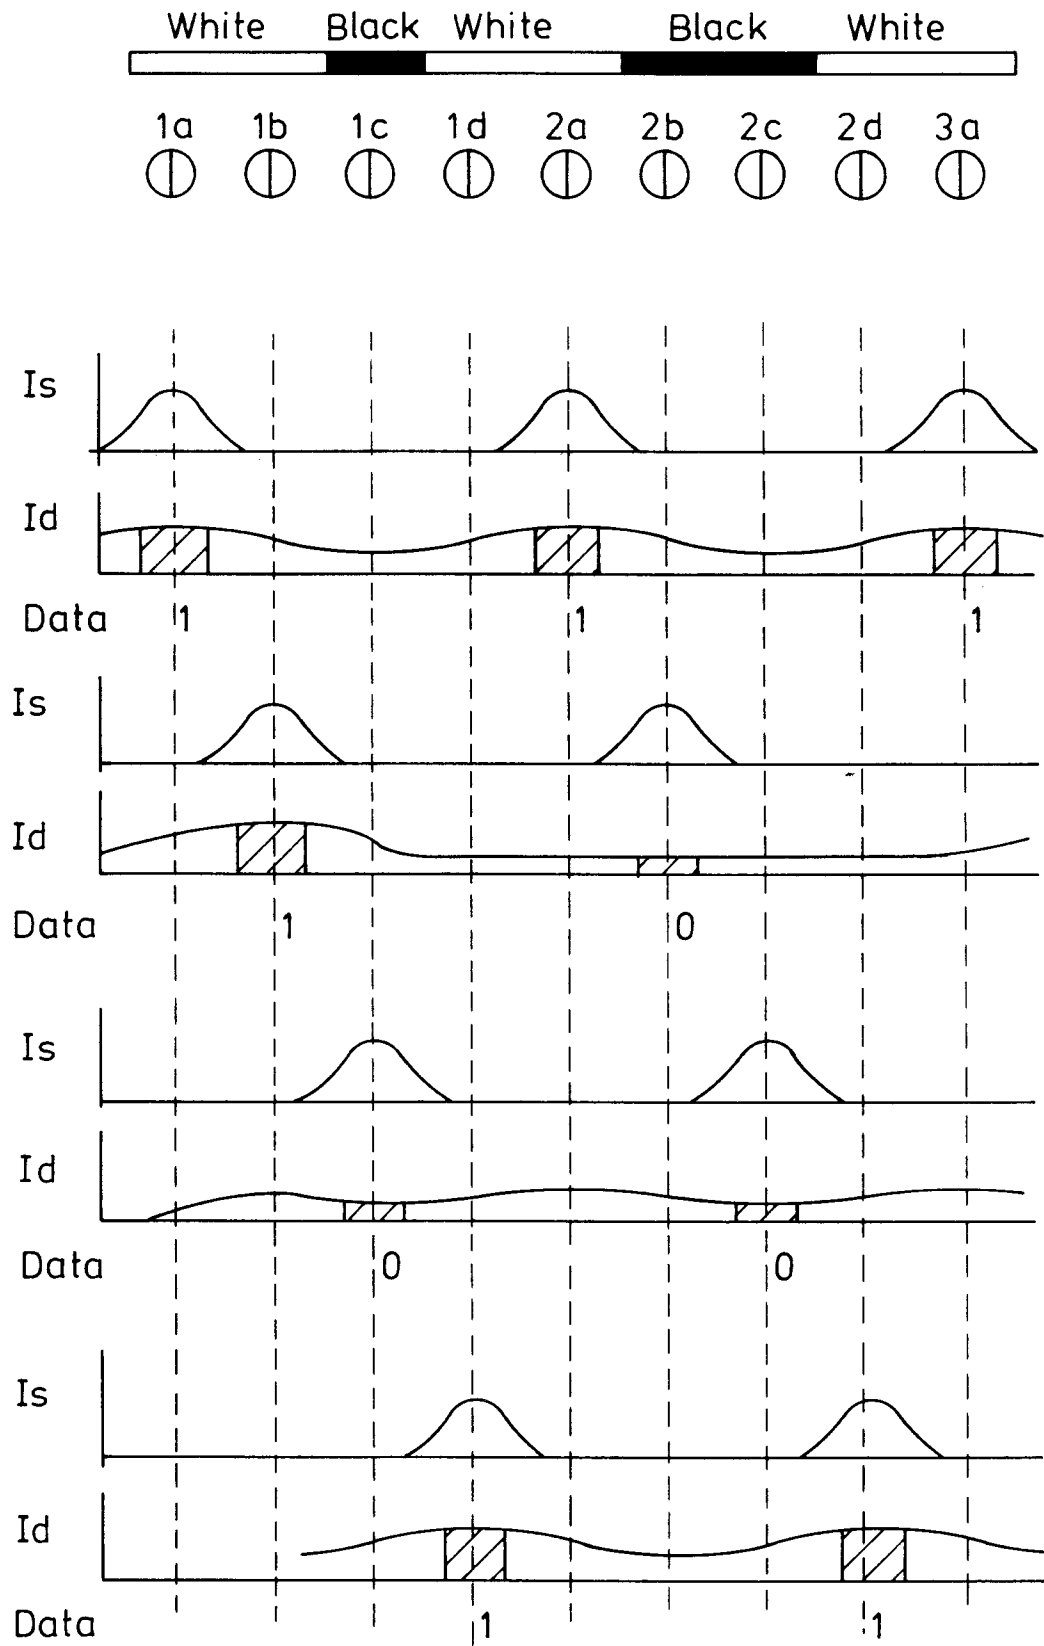 White Black White Black White
1a 1b 1c 1d 2a 2b 2c 2d 3a
Is
Id
Data 1 1 1
Is
Id
Data 1 0
Is
Id
Data 0 0
Is
Id
Data 1 1